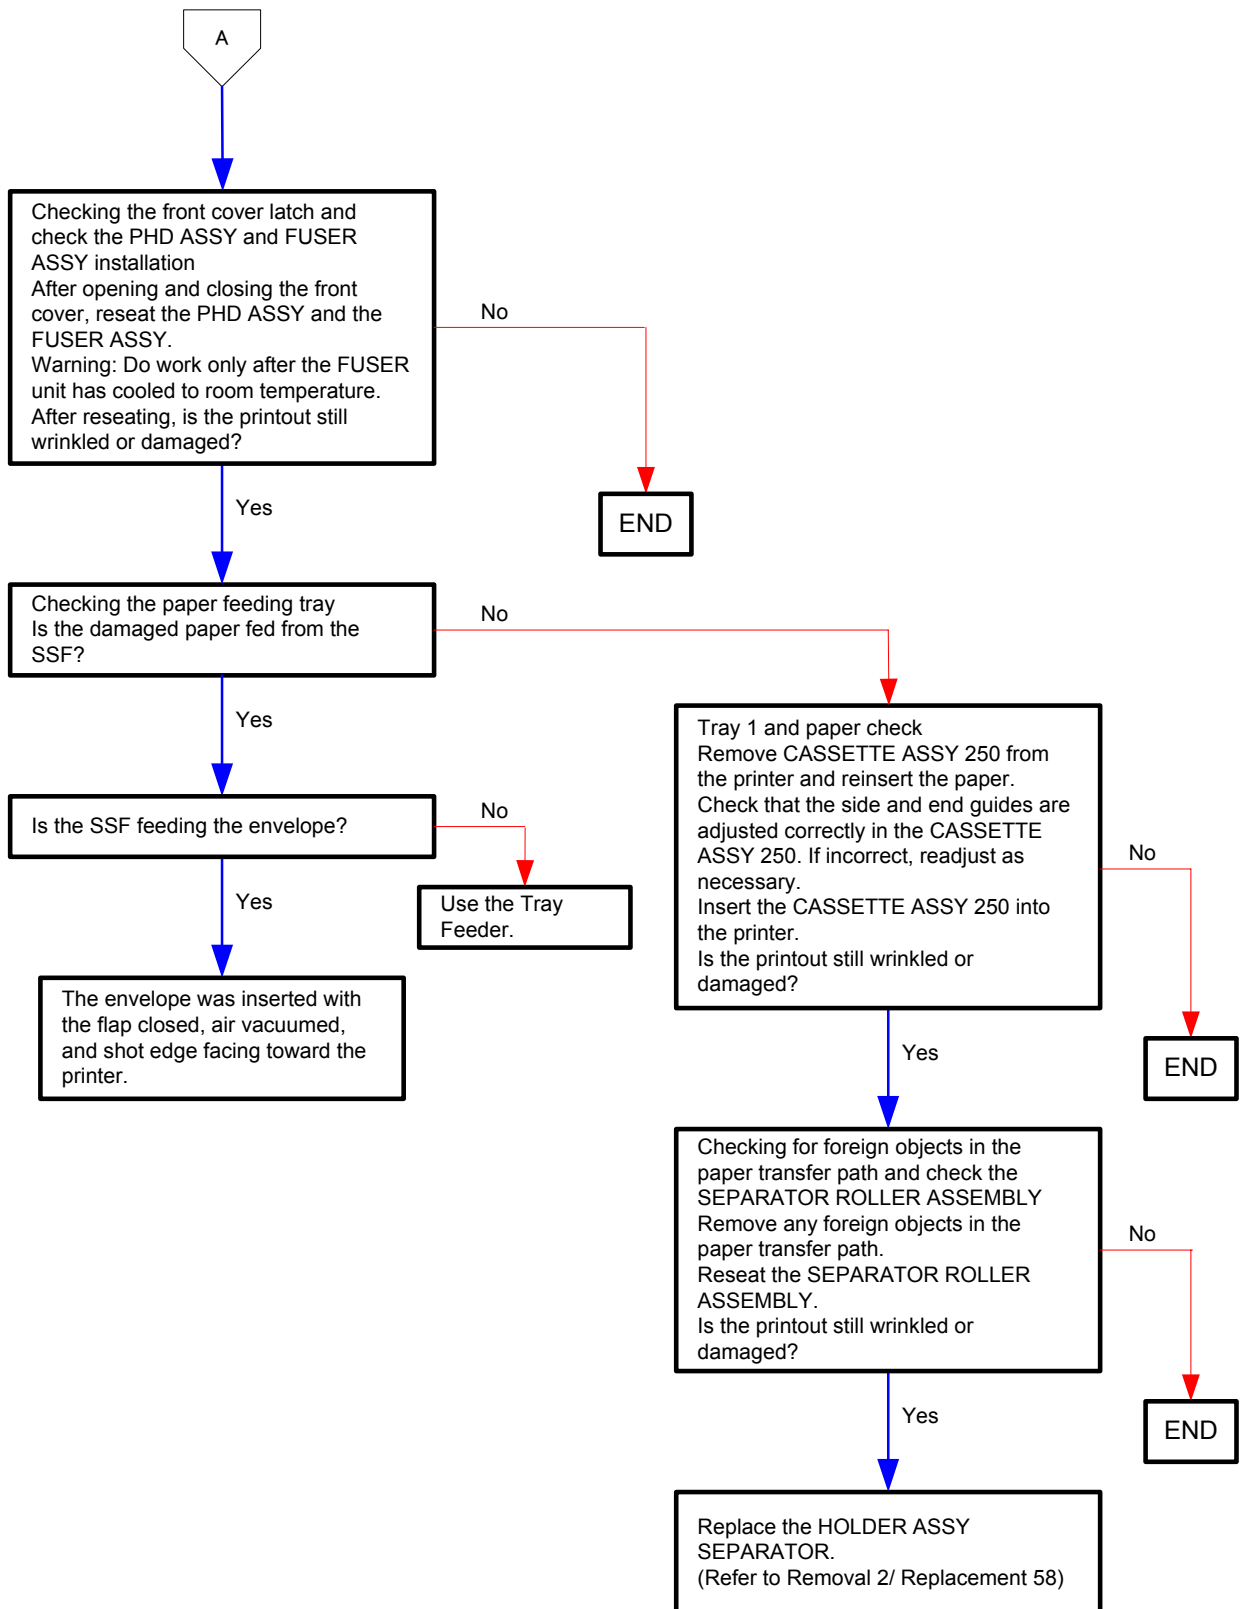 A
Checking the front cover latch and
check the PHD ASSY and FUSER
ASSY installation
After opening and closing the front
cover, reseat the PHD ASSY and the
FUSER ASSY.
Warning: Do work only after the FUSER
unit has cooled to room temperature.
After reseating, is the printout still
wrinkled or damaged?
No
END
Yes
Checking the paper feeding tray
Is the damaged paper fed from the
SSF?
No
Yes
Is the SSF feeding the envelope?
No
Use the Tray
Feeder.
Yes
The envelope was inserted with
the flap closed, air vacuumed,
and shot edge facing toward the
printer.
Tray 1 and paper check
Remove CASSETTE ASSY 250 from
the printer and reinsert the paper.
Check that the side and end guides are
adjusted correctly in the CASSETTE
ASSY 250. If incorrect, readjust as
necessary.
Insert the CASSETTE ASSY 250 into
the printer.
Is the printout still wrinkled or
damaged?
No
END
Yes
Checking for foreign objects in the
paper transfer path and check the
SEPARATOR ROLLER ASSEMBLY
Remove any foreign objects in the
paper transfer path.
Reseat the SEPARATOR ROLLER
ASSEMBLY.
Is the printout still wrinkled or
damaged?
No
END
Yes
Replace the HOLDER ASSY
SEPARATOR.
(Refer to Removal 2/ Replacement 58)